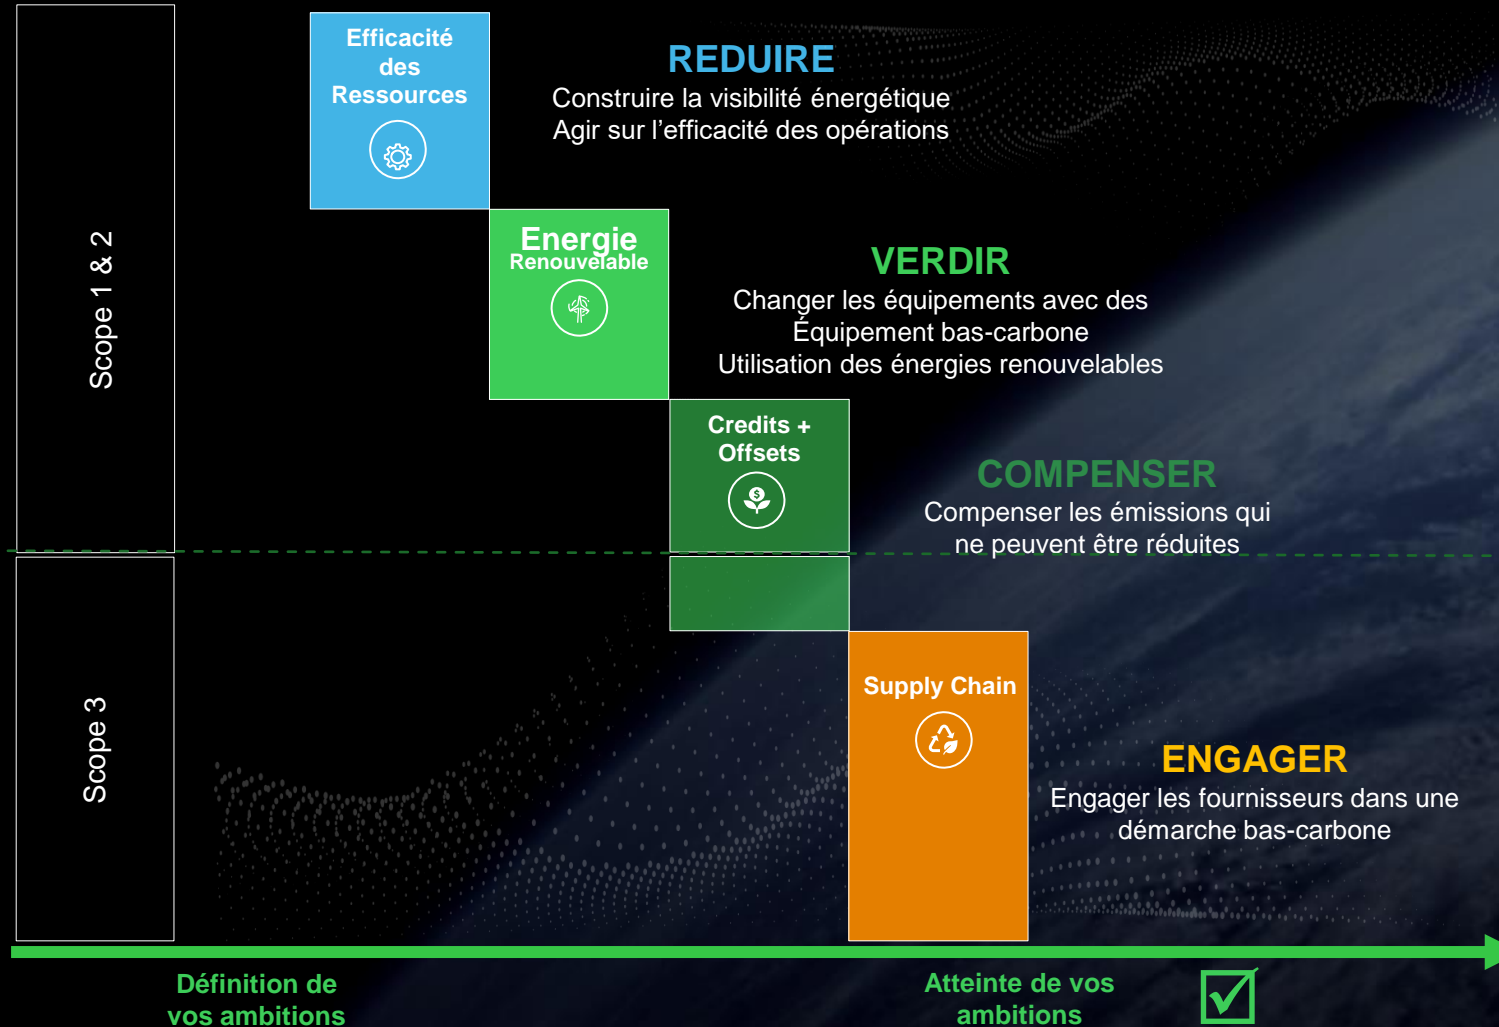 Scope 1 & 2
Efficacité
des
Ressources
REDUIRE
Construire la visibilité énergétique
Agir sur l'efficacité des opérations
Energie
Renouvelable
VERDIR
Changer les équipements avec des
Équipement bas-carbone
Utilisation des énergies renouvelables
Credits +
Offsets
$
COMPENSER
Compenser les émissions qui
ne peuvent être réduites
Scope 3
Supply Chain
ENGAGER
Engager les fournisseurs dans une
démarche bas-carbone
Définition de
vos ambitions
Atteinte de vos
ambitions